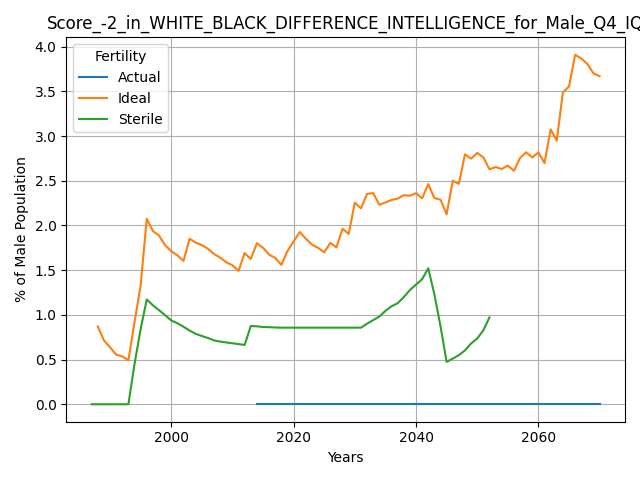 Score_-2_in_WHITE_BLACK_DIFFERENCE_INTELLIGENCE_for_Male_Q4_IQ
Fertility
Actual
Ideal
Sterile
% of Male Population
4.0
3.5
3.0
2.5
2.0
1.5
1.0
0.5
0.0
2000 2020 2040 2060
Years